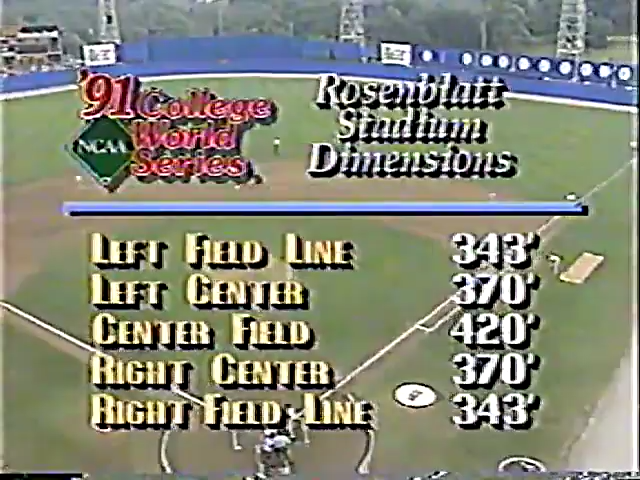 '91 College
World
Series
NCAA
Rosenblatt
Stadium
Dimensions
LEFT FIELD LINE 343'
LEFT CENTER 370'
CENTER FIELD 420'
RIGHT CENTER 370'
RIGHT FIELD LINE 343'